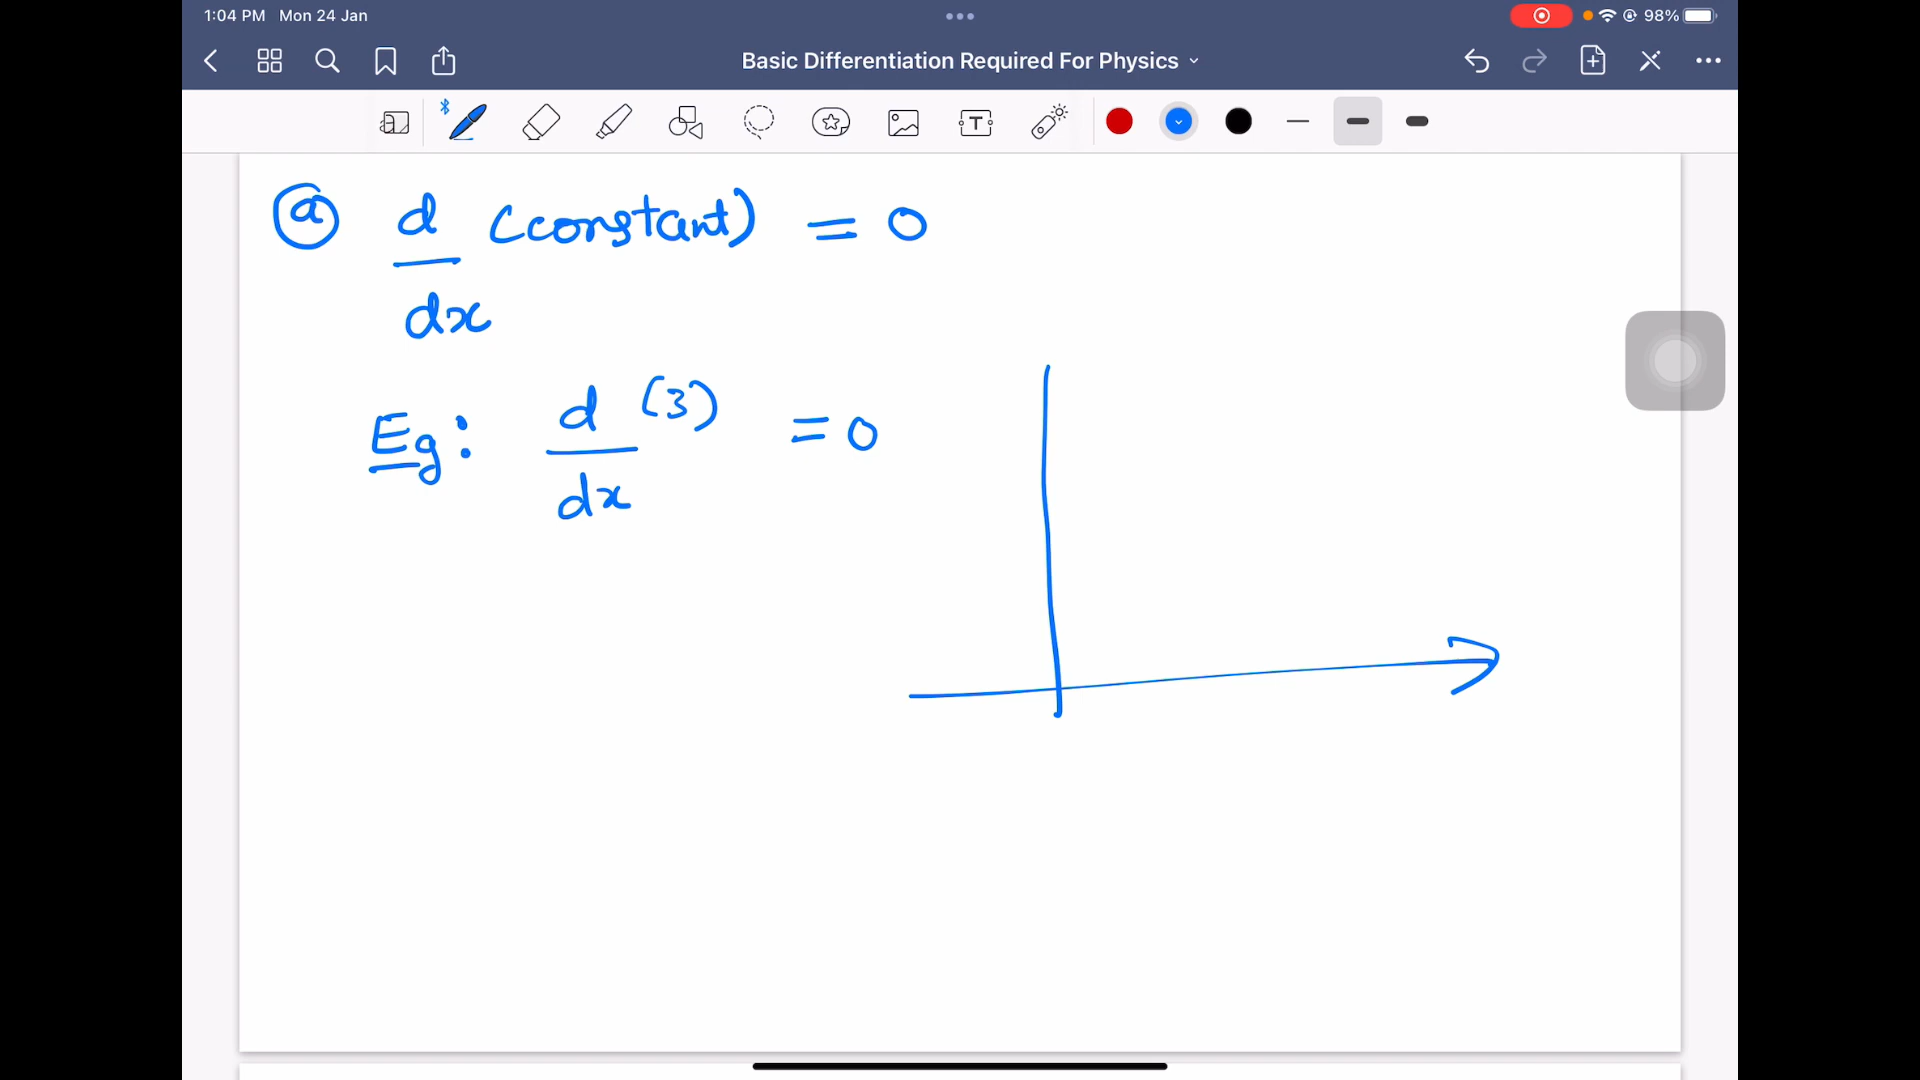 1:04 PM Mon 24 Jan
98%
Basic Differentiation Required For Physics
T
a d/dx (constant) = 0
Eg: d/dx (3) = 0